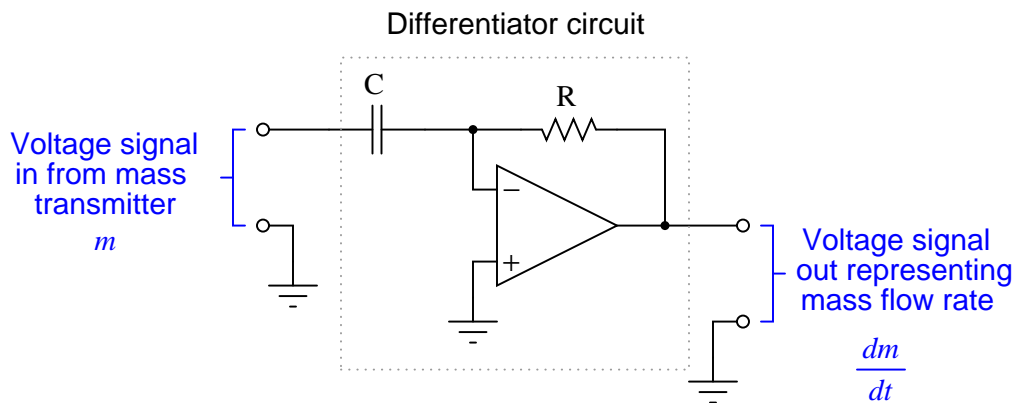 Differentiator circuit
C
R
Voltage signal
in from mass
transmitter
m
−
+
Voltage signal
out representing
mass flow rate
dm
dt